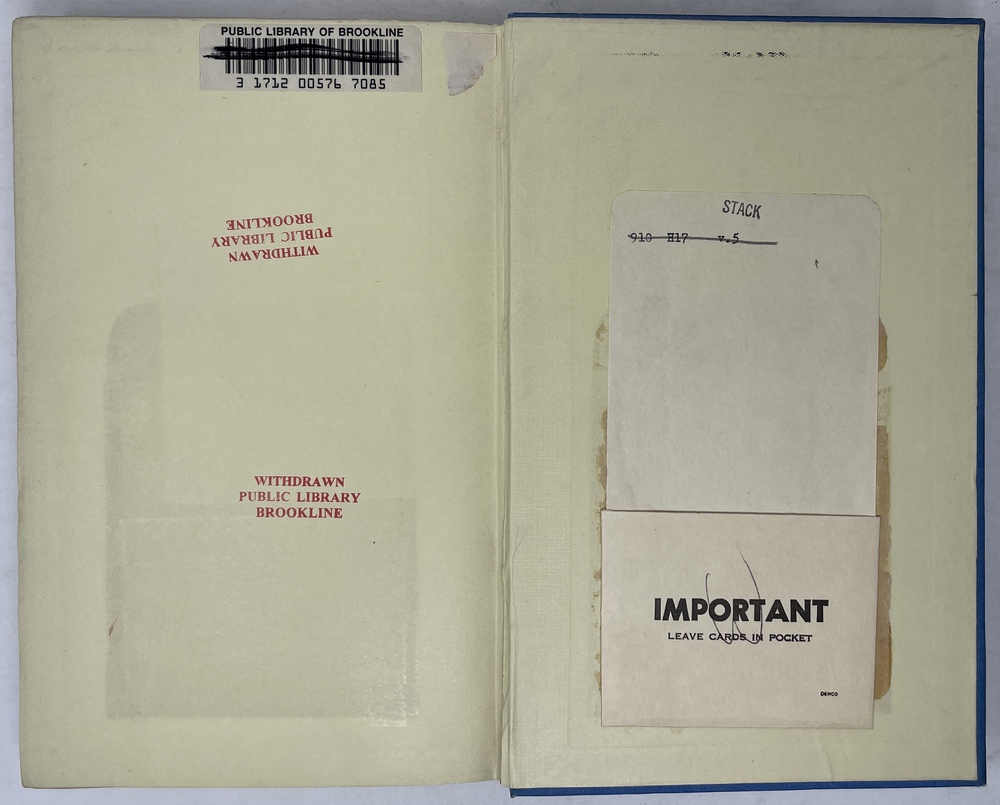 PUBLIC LIBRARY OF BROOKLINE
3 1712 00576 7085
WITHDRAWN
PUBLIC LIBRARY
BROOKLINE
WITHDRAWN
PUBLIC LIBRARY
BROOKLINE
STACK
910 H17 v.5
IMPORTANT
LEAVE CARDS IN POCKET
DEMCO